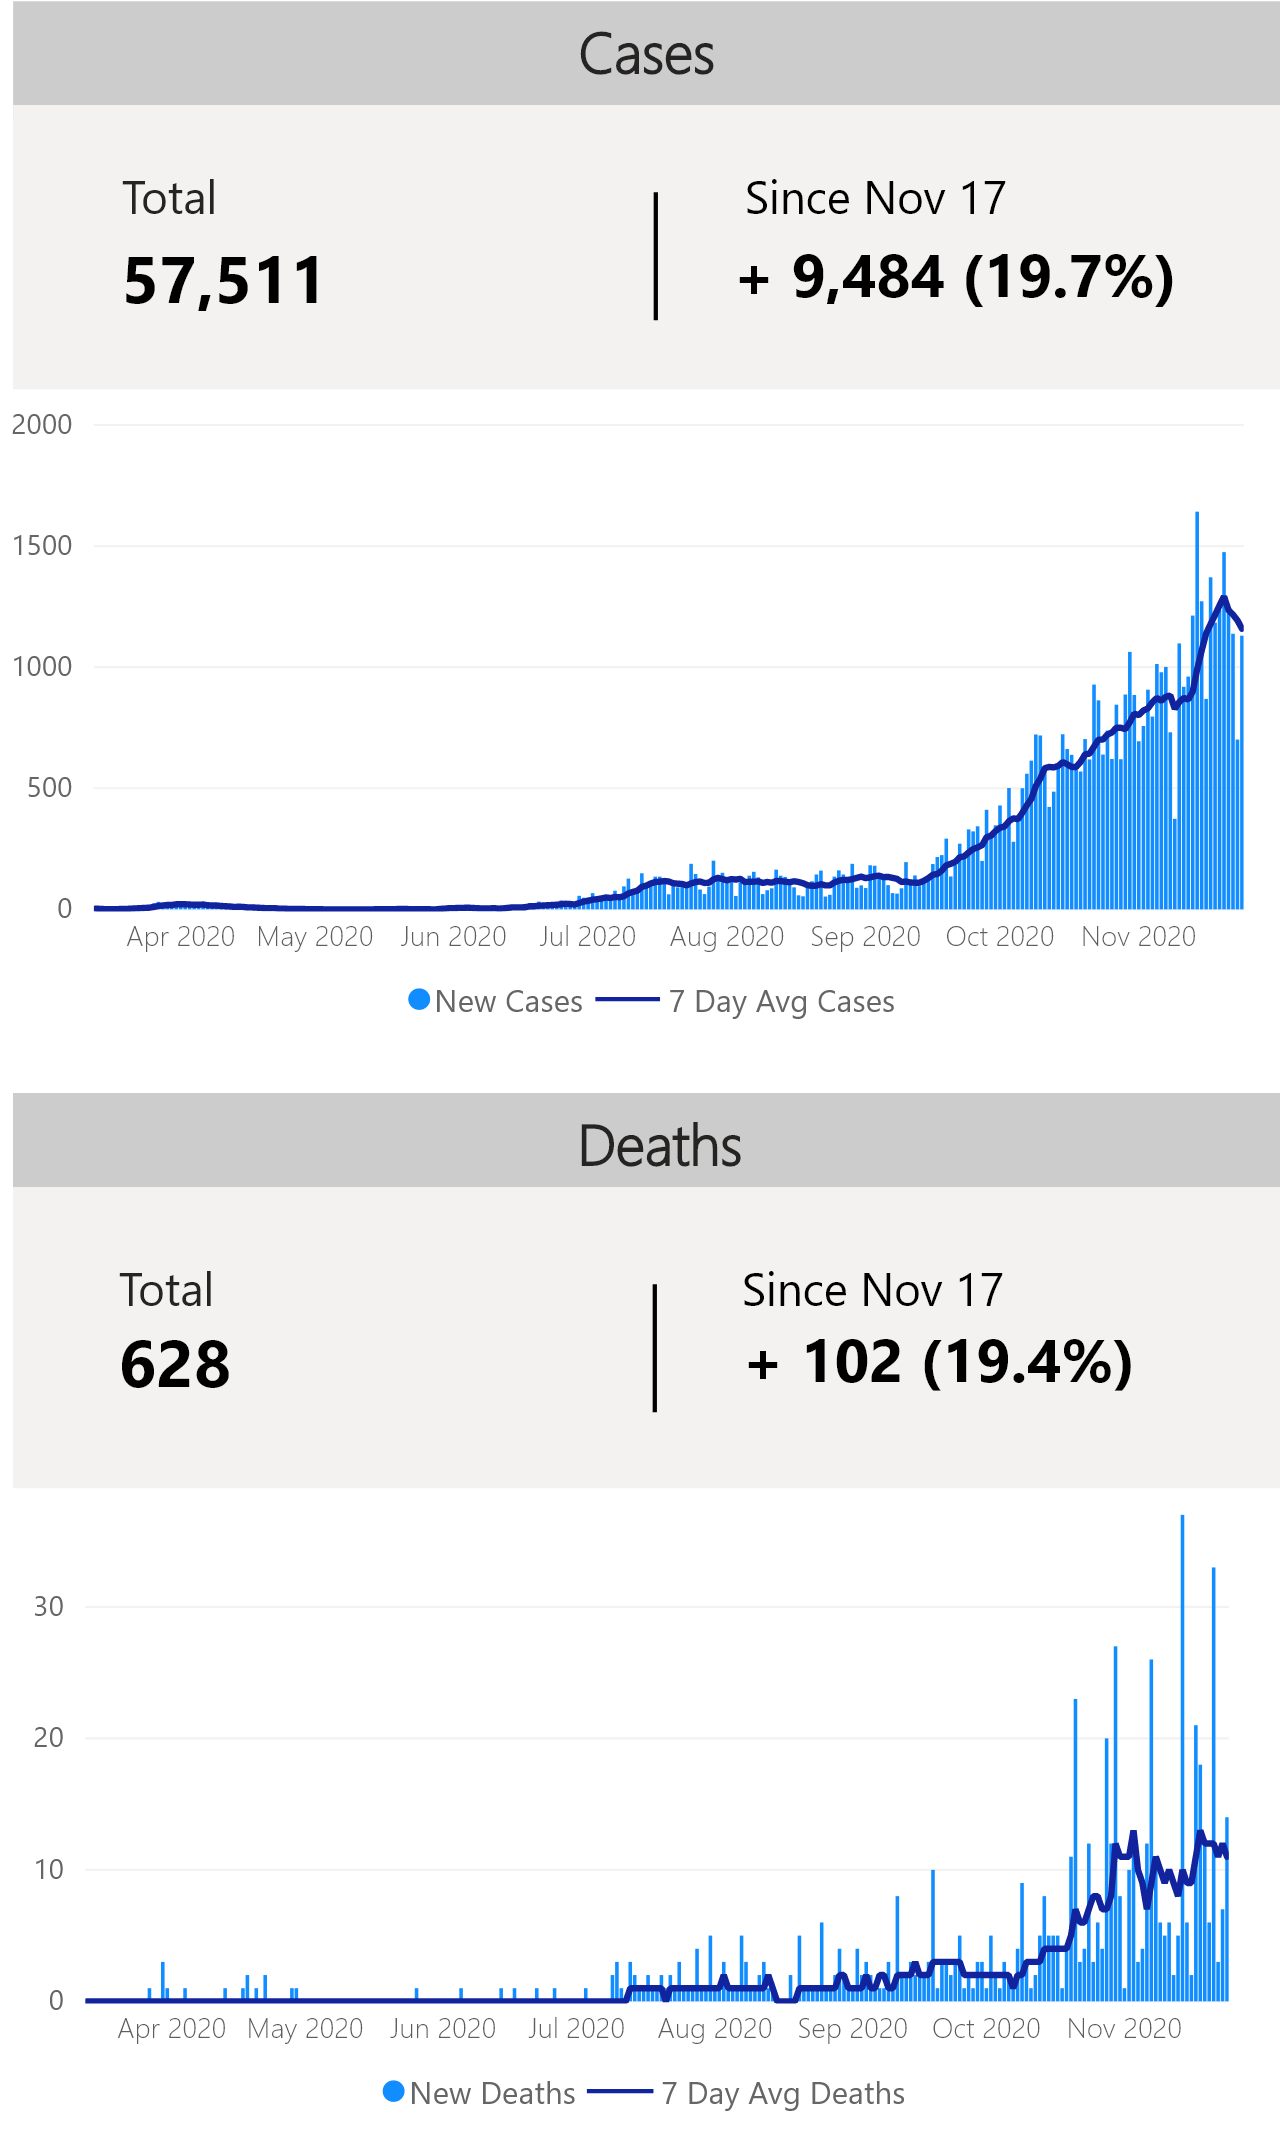 Cases
Total
Since Nov 17
57,511
+ 9,484 (19.7%)
2000
1500
1000
500
0
Apr 2020 May 2020 Jun 2020 Jul 2020 Aug 2020 Sep 2020 Oct 2020 Nov 2020
New Cases 7 Day Avg Cases
Deaths
Total
Since Nov 17
628
+ 102 (19.4%)
30
20
10
0
Apr 2020 May 2020 Jun 2020 Jul 2020 Aug 2020 Sep 2020 Oct 2020 Nov 2020
New Deaths 7 Day Avg Deaths